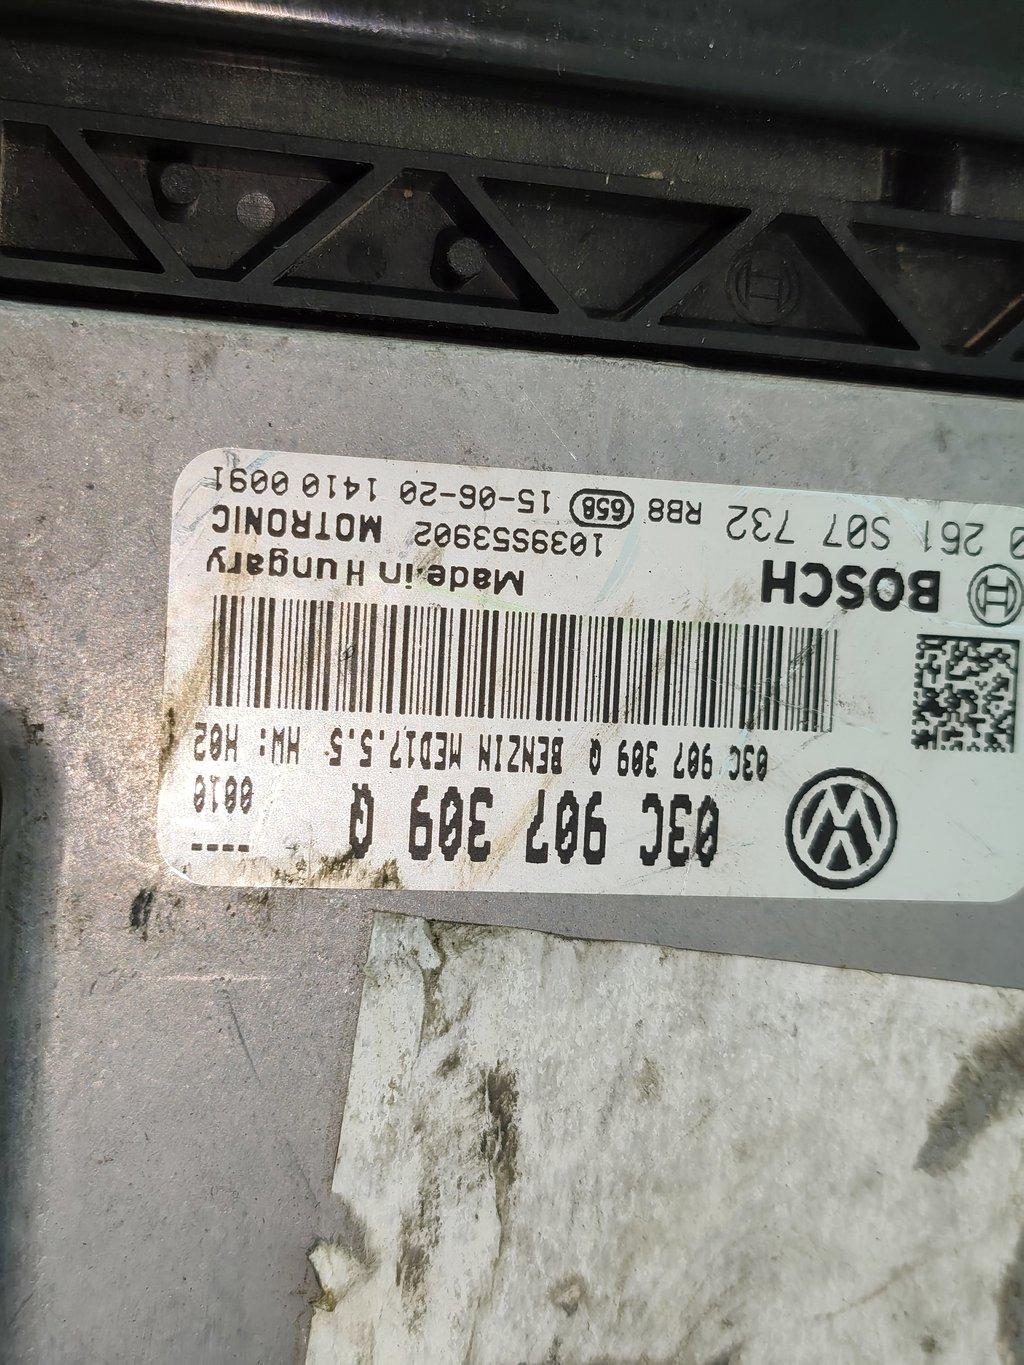 03C 907 309 Q ----
0010
03C 907 309 Q BENZIN MED17.5.5 HW: H02
BOSCH Made in Hungary
1039S53902 MOTRONIC
0 261 S07 732 RB8 658 15-06-20 1410 0091